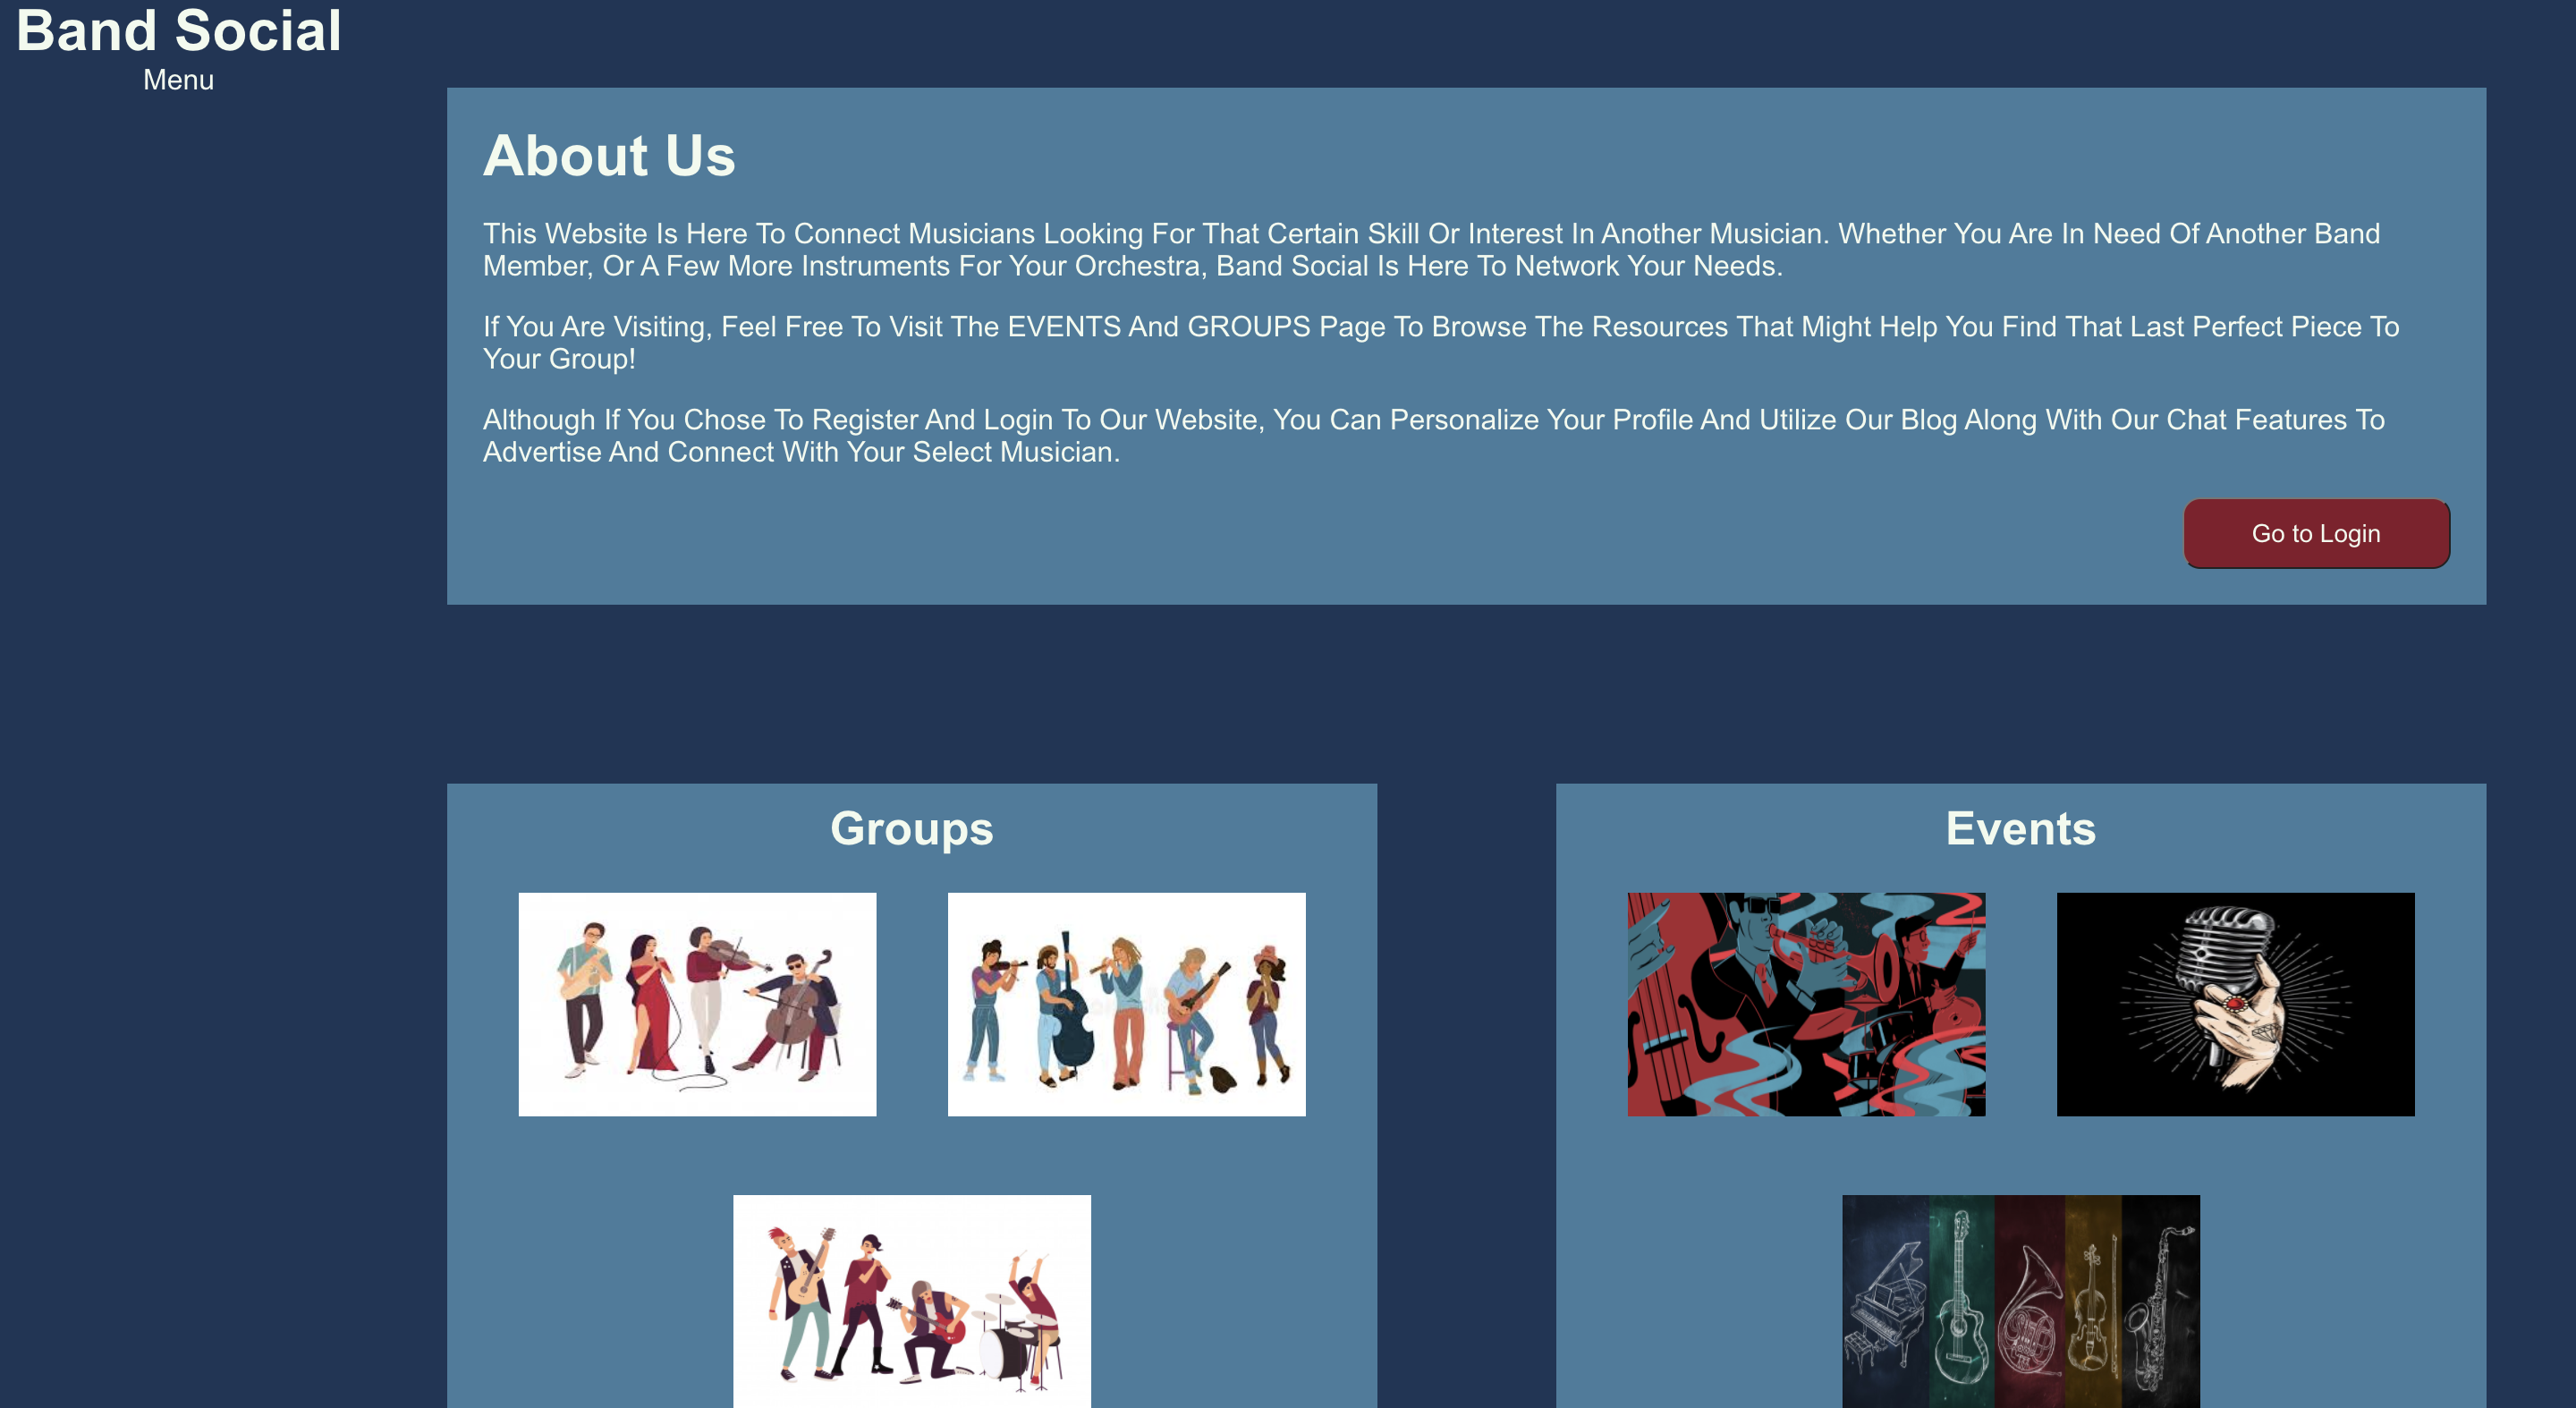 Band Social
Menu
About Us
This Website Is Here To Connect Musicians Looking For That Certain Skill Or Interest In Another Musician. Whether You Are In Need Of Another Band
Member, Or A Few More Instruments For Your Orchestra, Band Social Is Here To Network Your Needs.
If You Are Visiting, Feel Free To Visit The EVENTS And GROUPS Page To Browse The Resources That Might Help You Find That Last Perfect Piece To
Your Group!
Although If You Chose To Register And Login To Our Website, You Can Personalize Your Profile And Utilize Our Blog Along With Our Chat Features To
Advertise And Connect With Your Select Musician.
Go to Login
Groups
Events